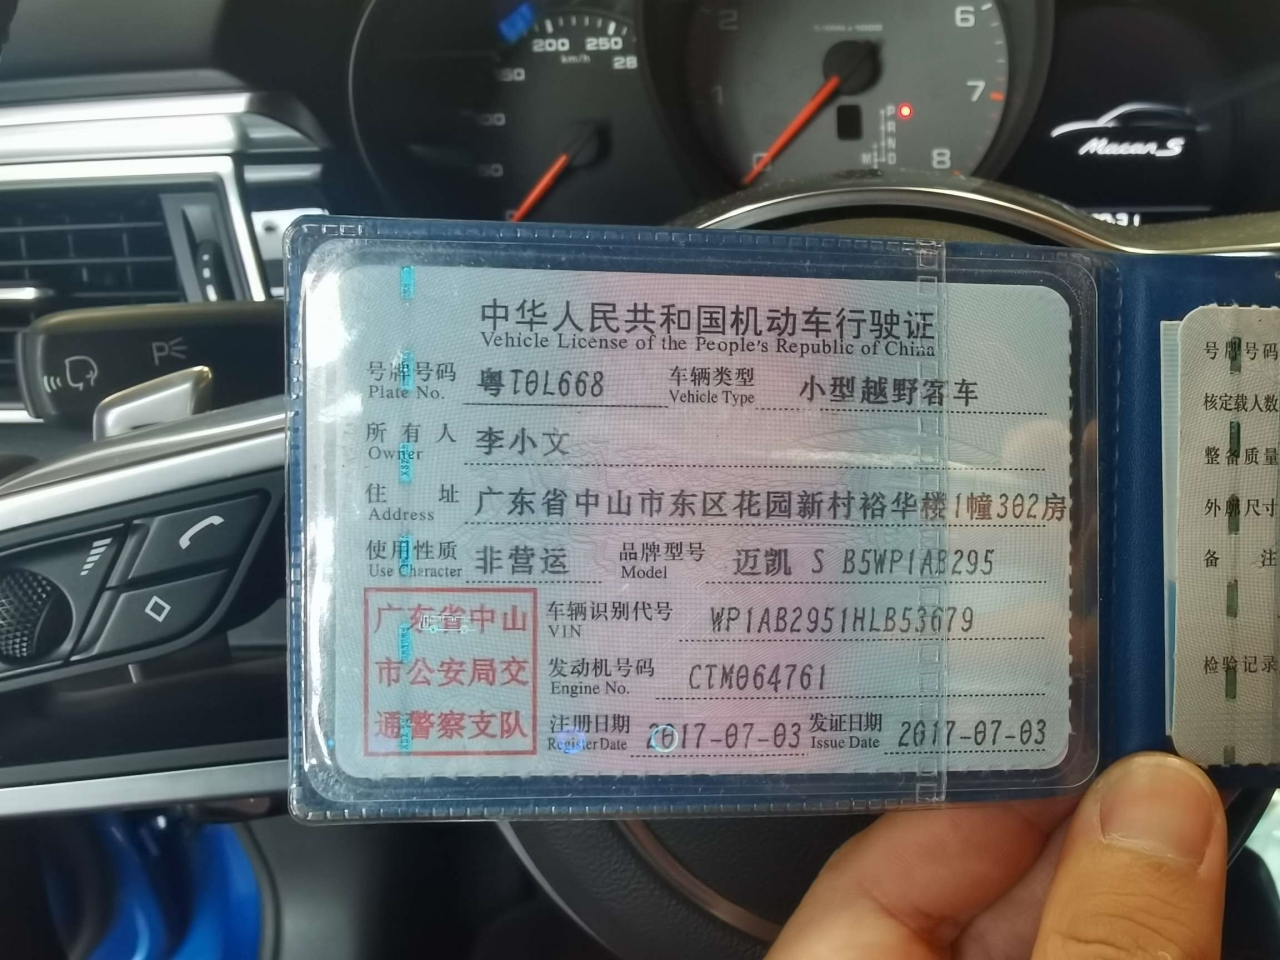 200 250
km/h
28
150
100
50
2
1/min x 1000
6
1
7
P
R
N
D
M
8
0
Macan S
中华人民共和国机动车行驶证
Vehicle License of the People's Republic of China
号牌号码 粤T0L668 车辆类型 小型越野客车
Plate No. Vehicle Type
所有人 李小文
Owner
住 址 广东省中山市东区花园新村裕华楼1幢302房
Address
使用性质 非营运 品牌型号 迈凯 S B5WP1AB295
Use Character Model
广东省中山
市公安局交
通警察支队
车辆识别代号 WP1AB2951HLB53679
VIN
发动机号码 CTM064761
Engine No.
注册日期 2017-07-03 发证日期 2017-07-03
Register Date Issue Date
号牌号码
核定载人数
整备质量
外廓尺寸
备 注
检验记录